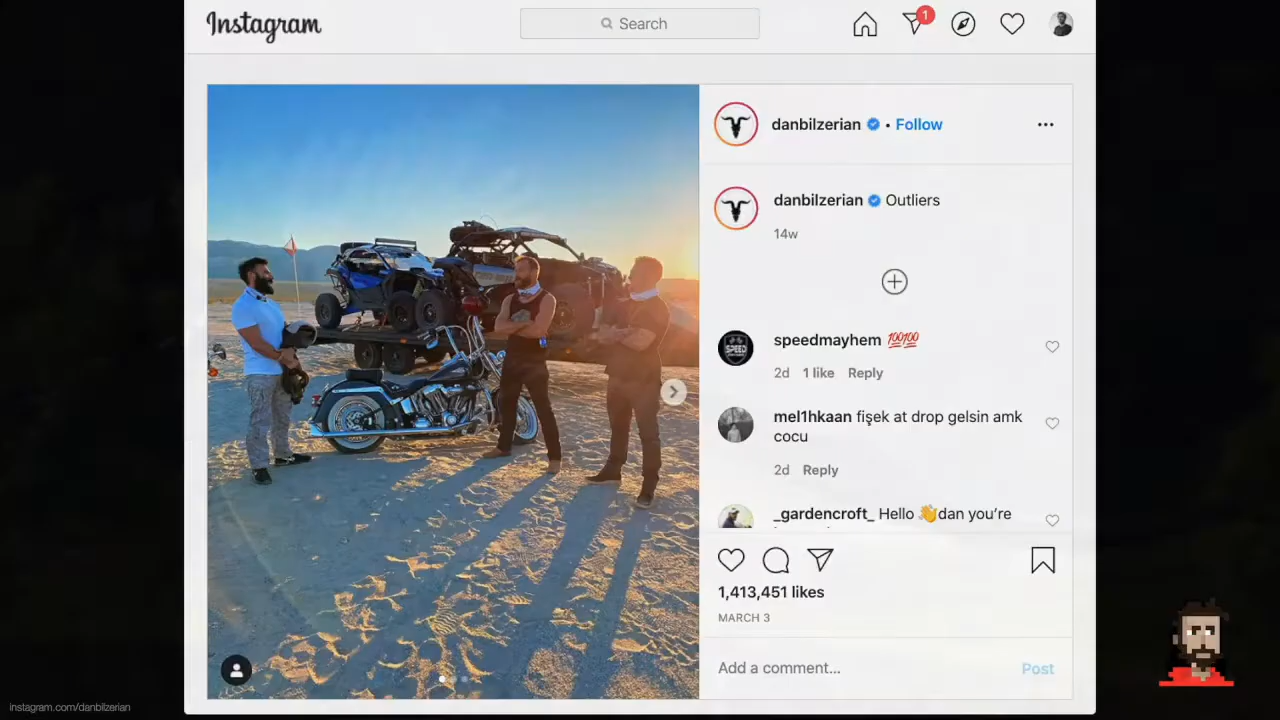 Instagram
Search
1
danbilzerian • Follow
danbilzerian Outliers
14w
speedmayhem 💯💯
2d 1 like Reply
mel1hkaan fişek at drop gelsin amk
cocu
2d Reply
_gardencroft_ Hello 👋dan you’re
1,413,451 likes
MARCH 3
Add a comment... Post
instagram.com/danbilzerian